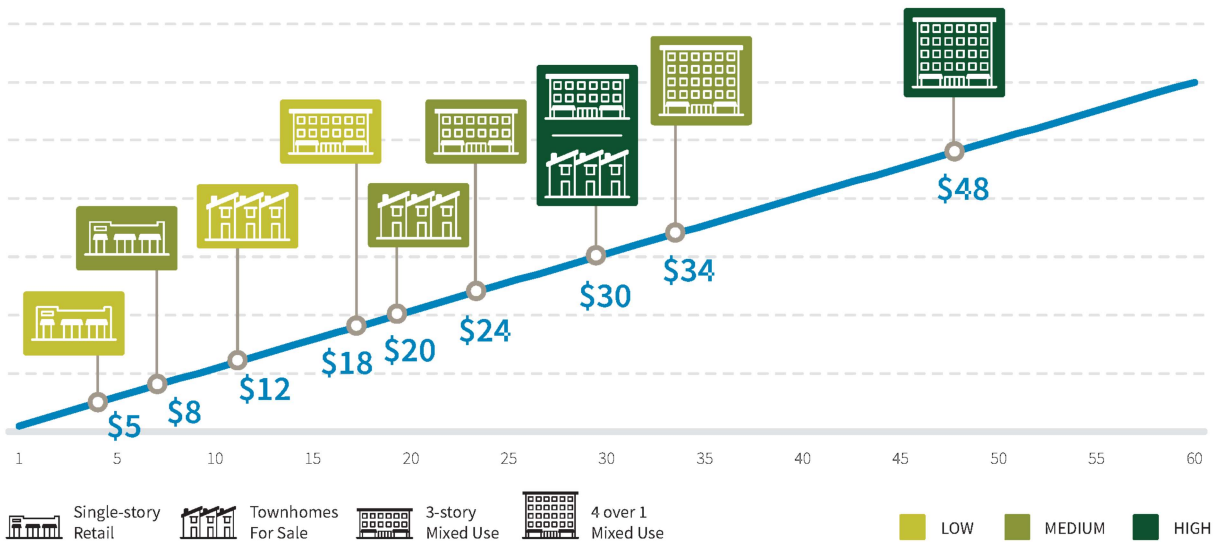 $5
$8
$12
$18
$20
$24
$30
$34
$48
1 5 10 15 20 25 30 35 40 45 50 55 60
Single-story
Retail
Townhomes
For Sale
3-story
Mixed Use
4 over 1
Mixed Use
LOW
MEDIUM
HIGH